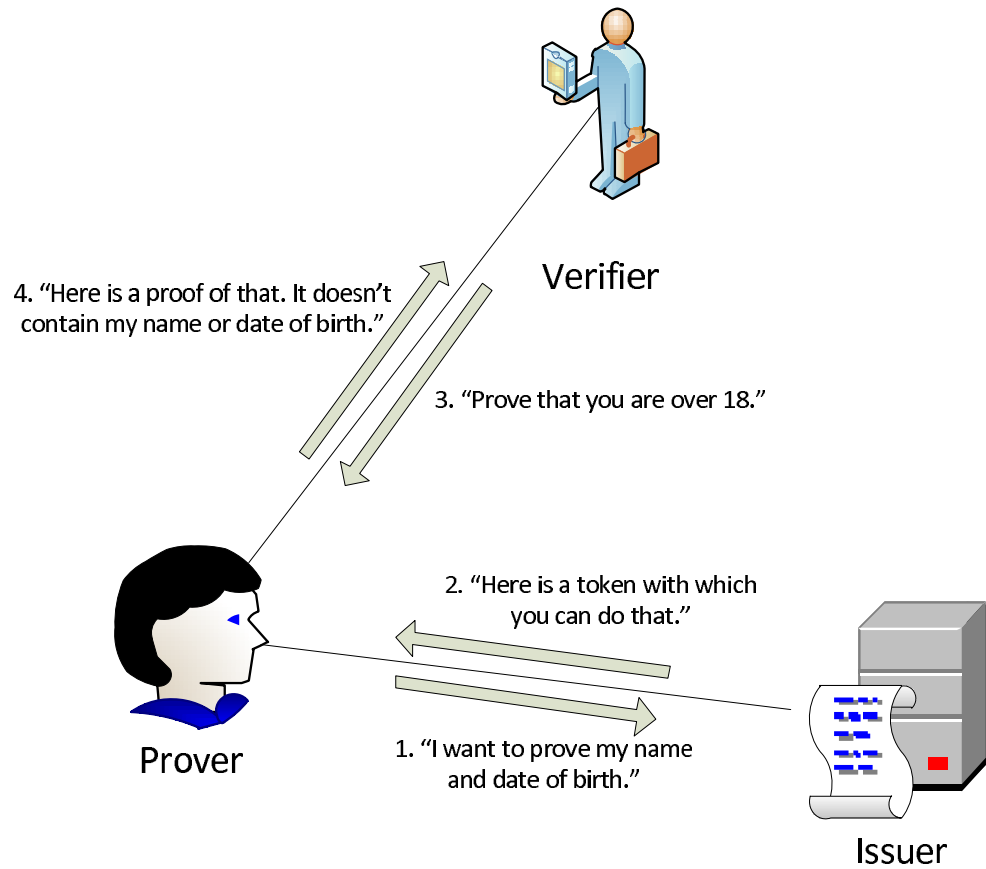 Verifier
4. “Here is a proof of that. It doesn’t
contain my name or date of birth.”
3. “Prove that you are over 18.”
2. “Here is a token with which
you can do that.”
Prover
1. “I want to prove my name
and date of birth.”
Issuer